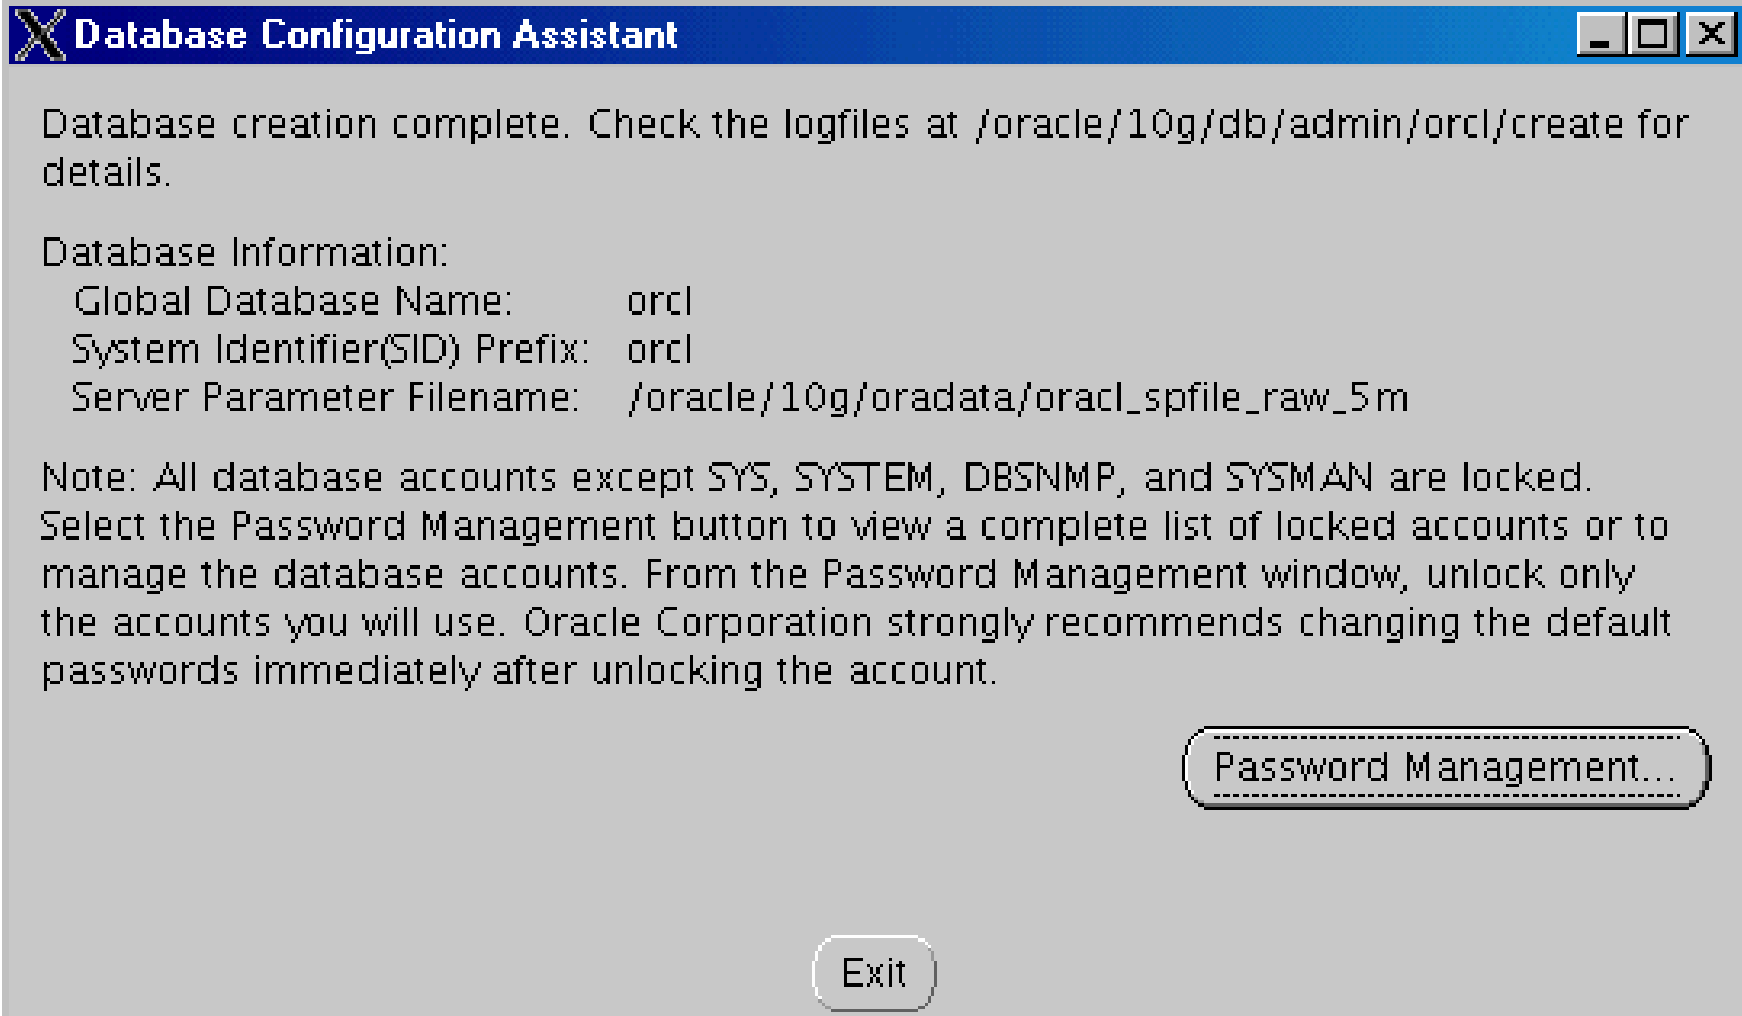 Database Configuration Assistant
Database creation complete. Check the logfiles at /oracle/10g/db/admin/orcl/create for
details.
Database Information:
Global Database Name: orcl
System Identifier(SID) Prefix: orcl
Server Parameter Filename: /oracle/10g/oradata/oracl_spfile_raw_5m
Note: All database accounts except SYS, SYSTEM, DBSNMP, and SYSMAN are locked.
Select the Password Management button to view a complete list of locked accounts or to
manage the database accounts. From the Password Management window, unlock only
the accounts you will use. Oracle Corporation strongly recommends changing the default
passwords immediately after unlocking the account.
Password Management...
Exit